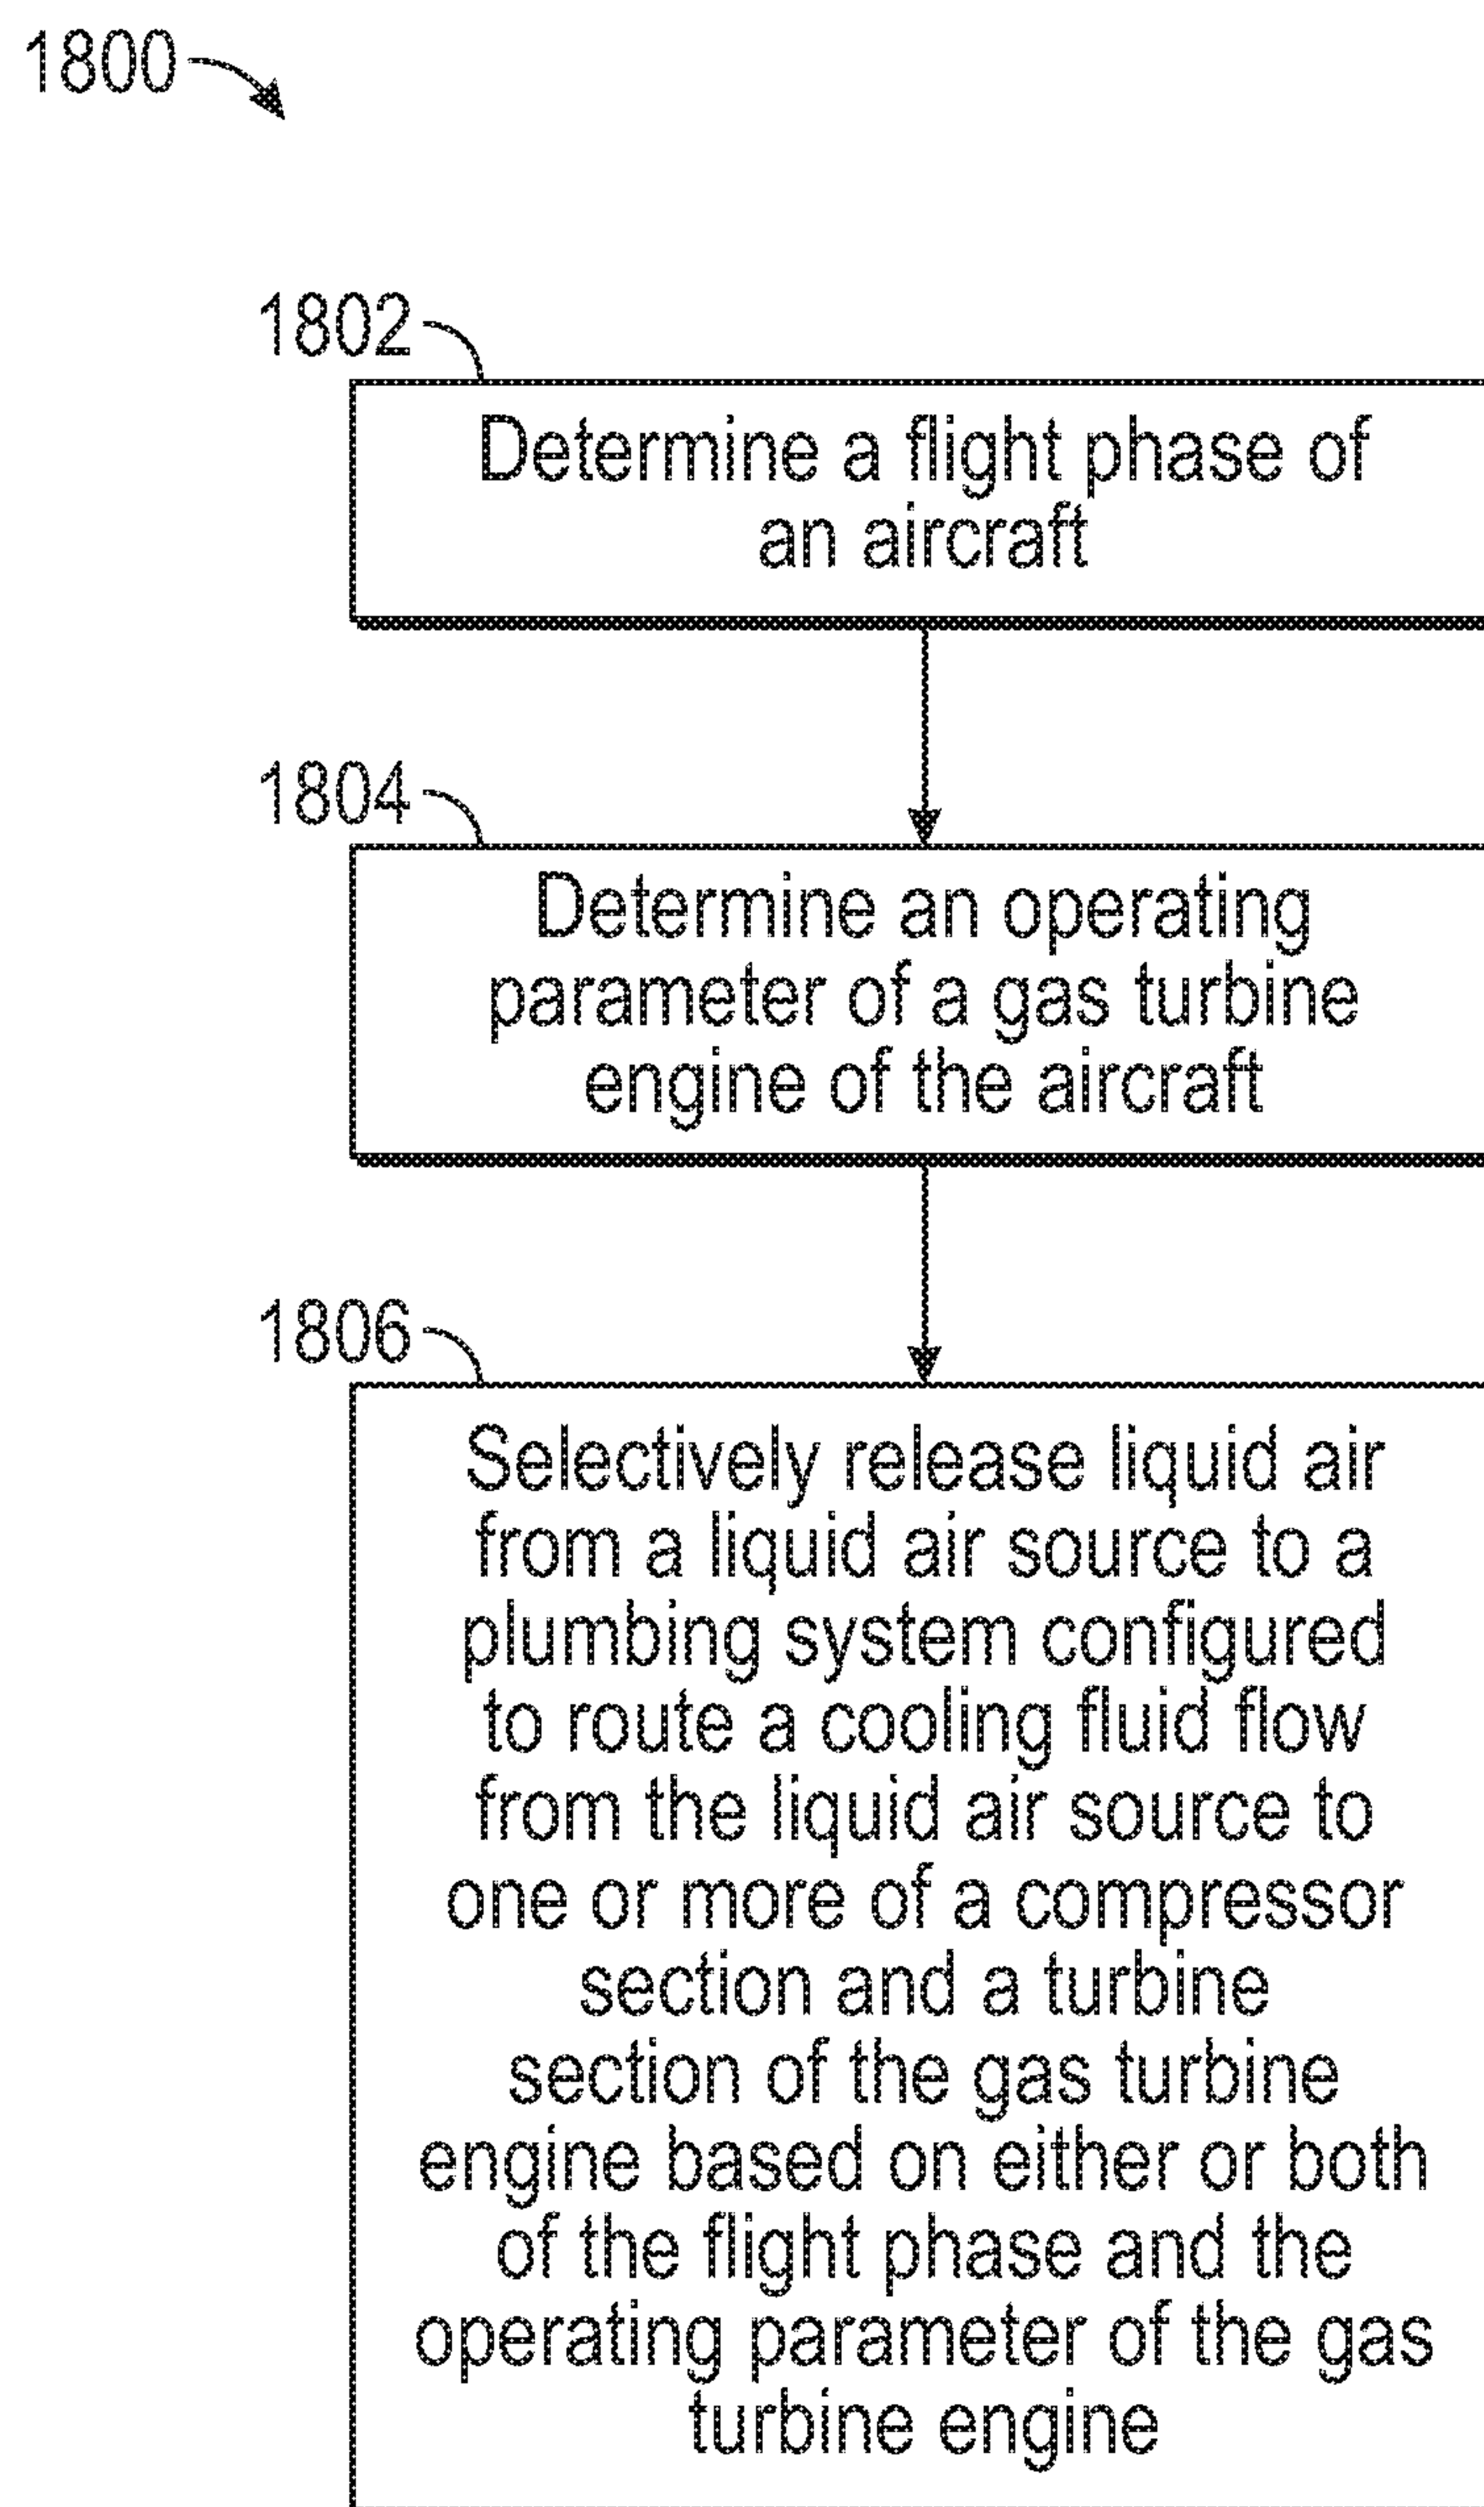 1800
1802
Determine a flight phase of
an aircraft
1804
Determine an operating
parameter of a gas turbine
engine of the aircraft
1806
Selectively release liquid air
from a liquid air source to a
plumbing system configured
to route a cooling fluid flow
from the liquid air source to
one or more of a compressor
section and a turbine
section of the gas turbine
engine based on either or both
of the flight phase and the
operating parameter of the gas
turbine engine